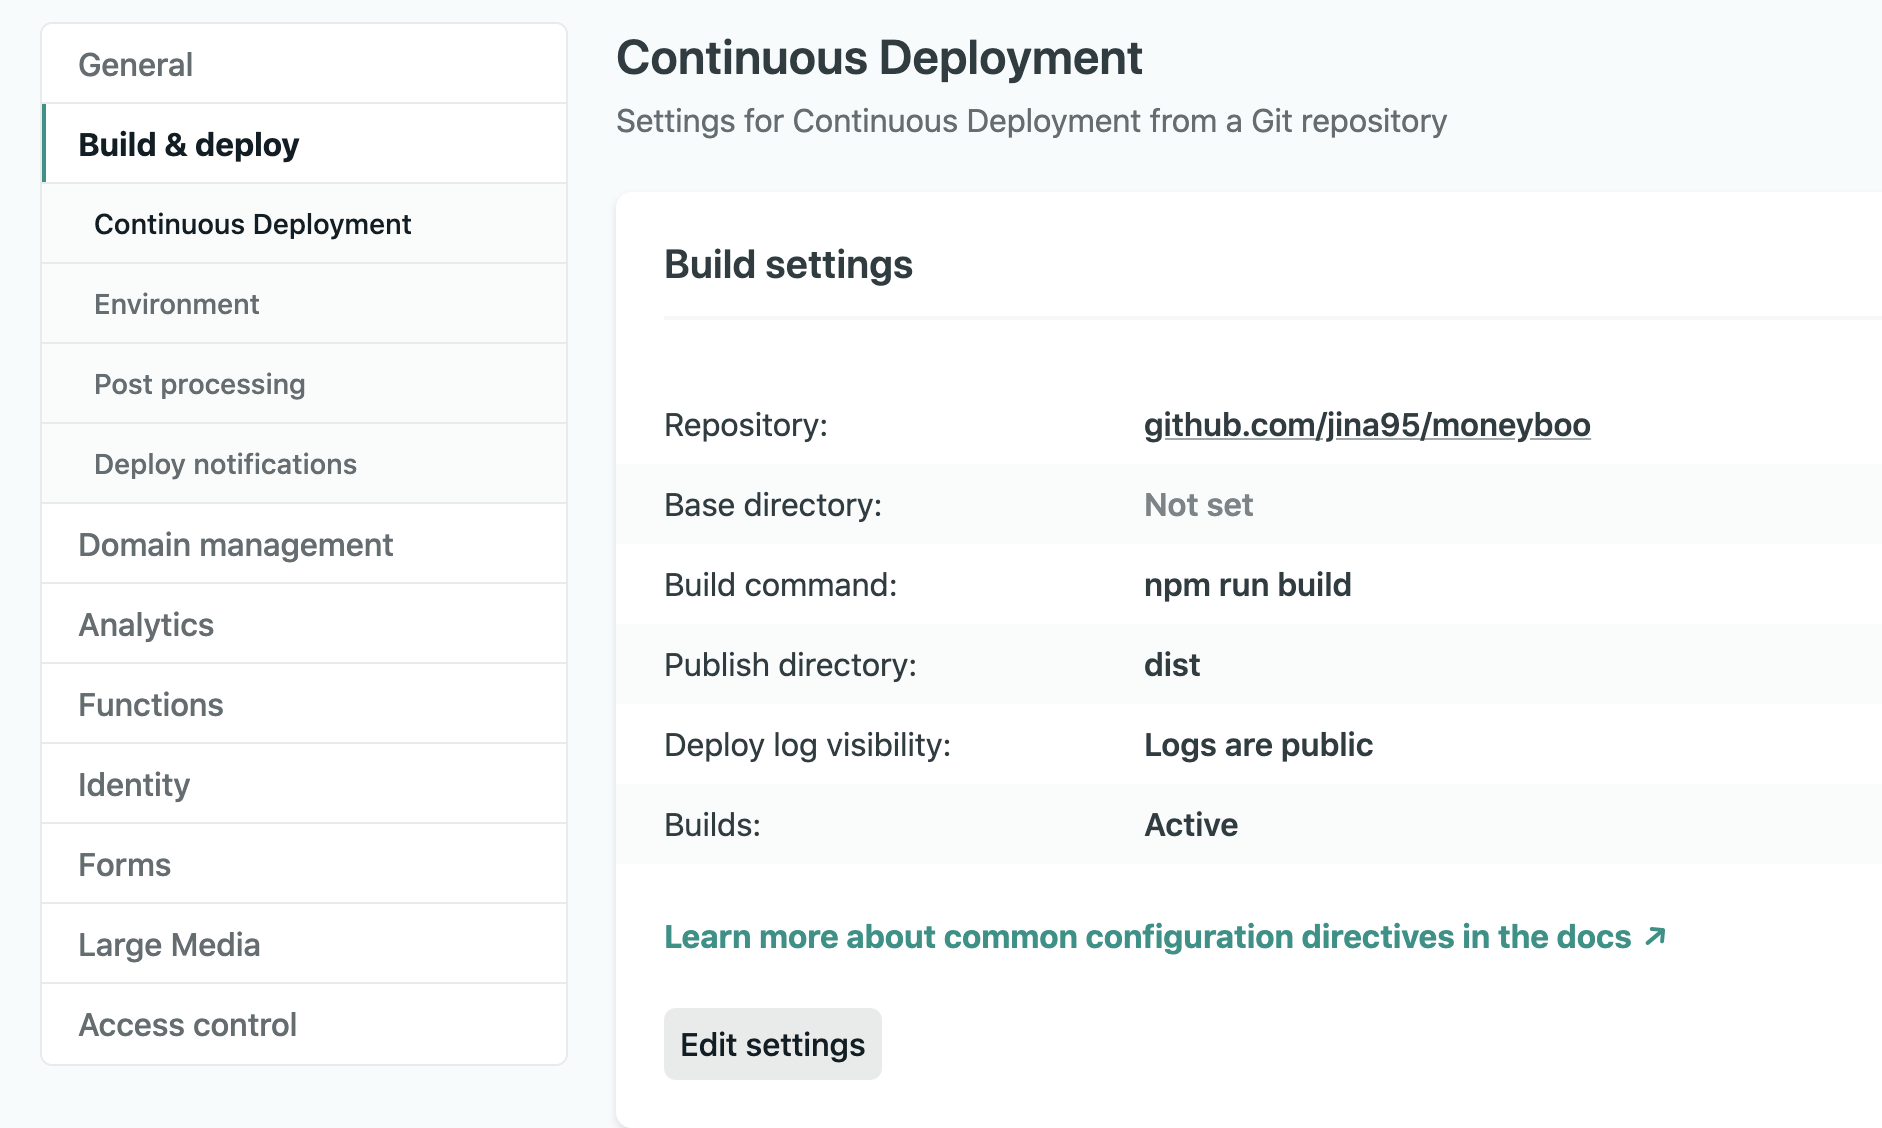 General
Build & deploy
Continuous Deployment
Environment
Post processing
Deploy notifications
Domain management
Analytics
Functions
Identity
Forms
Large Media
Access control
Continuous Deployment
Settings for Continuous Deployment from a Git repository
Build settings
Repository: github.com/jina95/moneyboo
Base directory: Not set
Build command: npm run build
Publish directory: dist
Deploy log visibility: Logs are public
Builds: Active
Learn more about common configuration directives in the docs ↗
Edit settings